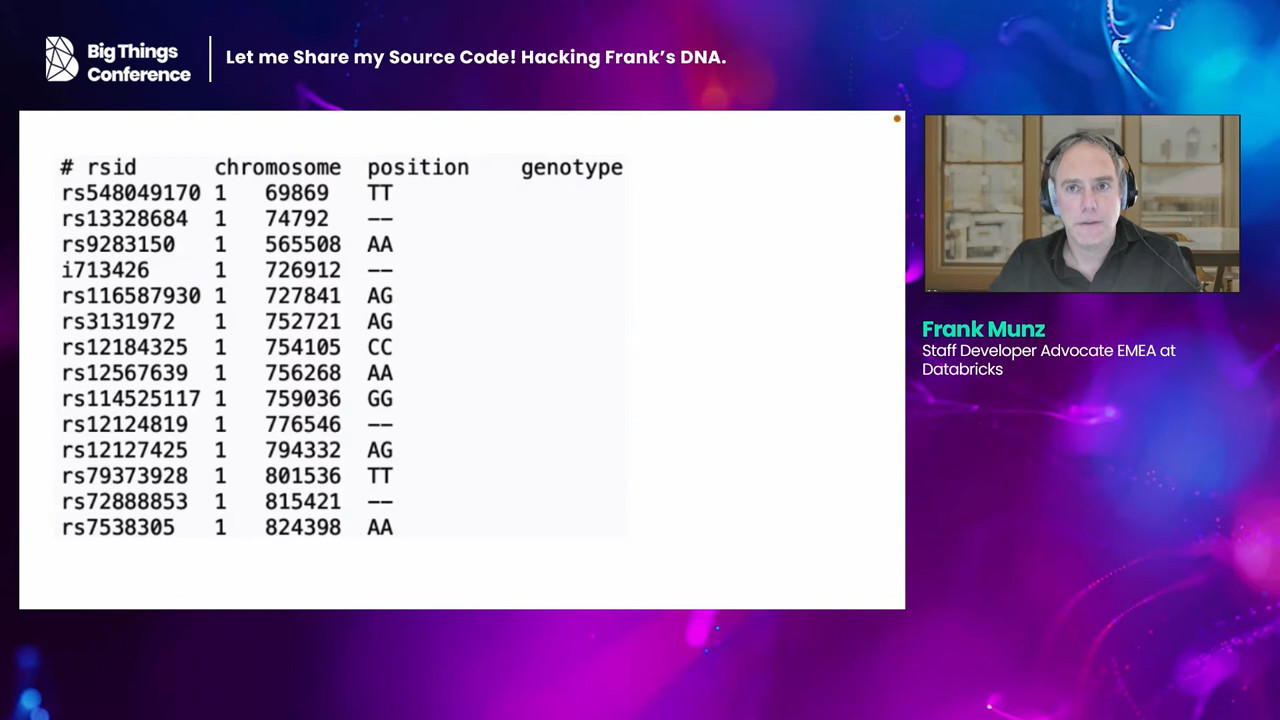 Big Things
Conference
Let me Share my Source Code! Hacking Frank's DNA.
# rsid chromosome position genotype
rs548049170 1 69869 TT
rs13328684 1 74792 --
rs9283150 1 565508 AA
i713426 1 726912 --
rs116587930 1 727841 AG
rs3131972 1 752721 AG
rs12184325 1 754105 CC
rs12567639 1 756268 AA
rs114525117 1 759036 GG
rs12124819 1 776546 --
rs12127425 1 794332 AG
rs79373928 1 801536 TT
rs72888853 1 815421 --
rs7538305 1 824398 AA
Frank Munz
Staff Developer Advocate EMEA at
Databricks